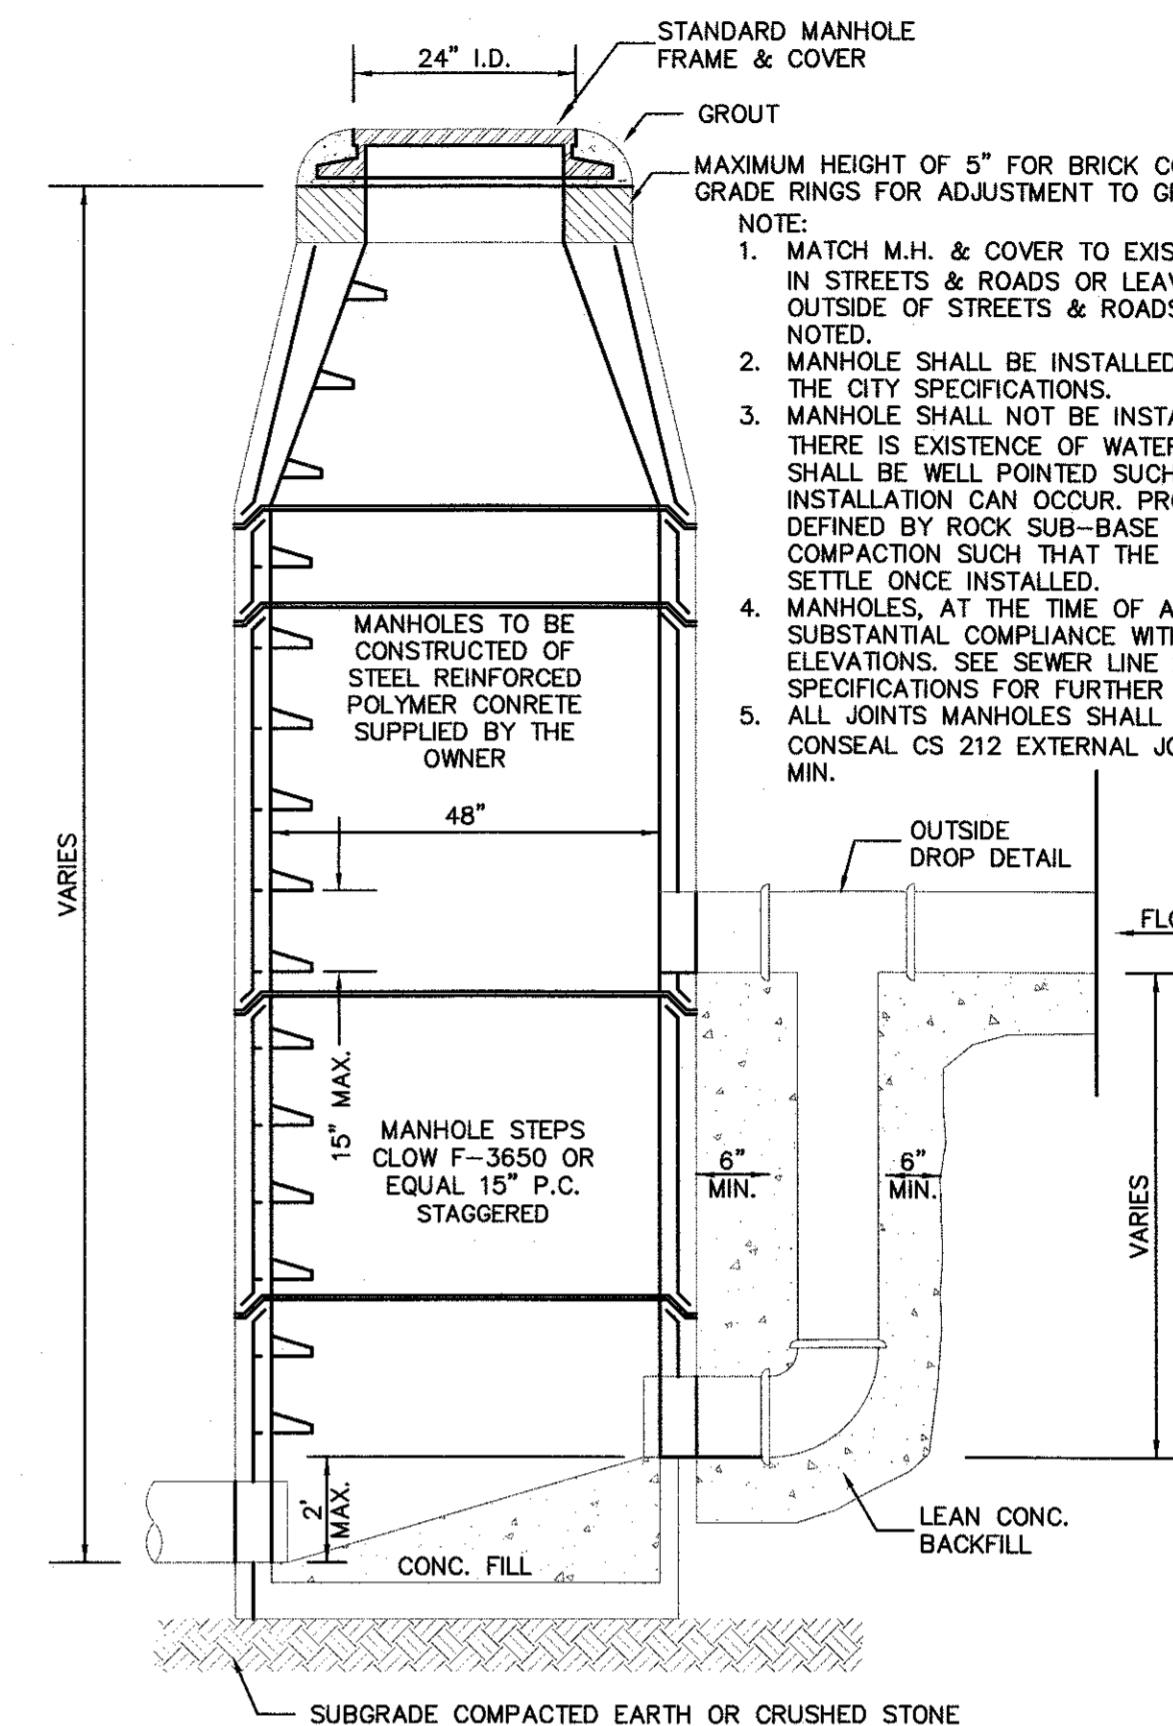 STANDARD MANHOLE
FRAME & COVER
24" I.D.
GROUT
MAXIMUM HEIGHT OF 5" FOR BRICK
GRADE RINGS FOR ADJUSTMENT TO
NOTE:
1. MATCH M.H. & COVER TO
IN STREETS & ROADS OR
OUTSIDE OF STREETS & ROADS
NOTED.
2. MANHOLE SHALL BE INSTALLED
THE CITY SPECIFICATIONS.
3. MANHOLE SHALL NOT BE
THERE IS EXISTENCE OF WATER
SHALL BE WELL POINTED SUCH
INSTALLATION CAN OCCUR.
DEFINED BY ROCK SUB-BASE
COMPACTION SUCH THAT THE
SETTLE ONCE INSTALLED.
4. MANHOLES, AT THE TIME OF
SUBSTANTIAL COMPLIANCE
ELEVATIONS. SEE SEWER LINE
SPECIFICATIONS FOR FURTHER
5. ALL JOINTS MANHOLES SHALL
CONSEAL CS 212 EXTERNAL
MIN.
MANHOLES TO BE
CONSTRUCTED OF
STEEL REINFORCED
POLYMER CONRETE
SUPPLIED BY THE
OWNER
48"
VARIES
OUTSIDE
DROP DETAIL
15" MAX.
MANHOLE STEPS
CLOW F-3650 OR
EQUAL 15" P.C.
STAGGERED
6"
MIN.
6"
MIN.
VARIES
2'
MAX.
CONC. FILL
LEAN CONC.
BACKFILL
SUBGRADE COMPACTED EARTH OR CRUSHED STONE